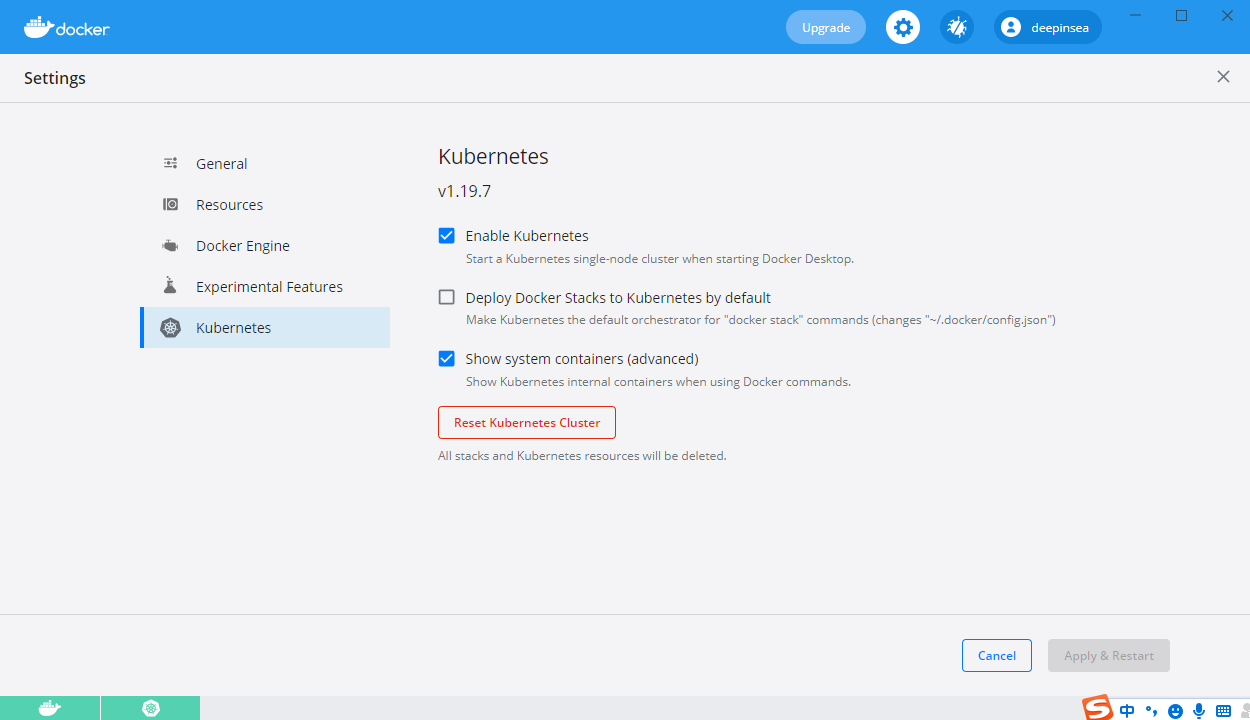 docker
Upgrade
deepinsea
Settings
General
Resources
Docker Engine
Experimental Features
Kubernetes
Kubernetes
v1.19.7
Enable Kubernetes
Start a Kubernetes single-node cluster when starting Docker Desktop.
Deploy Docker Stacks to Kubernetes by default
Make Kubernetes the default orchestrator for "docker stack" commands (changes "~/.docker/config.json")
Show system containers (advanced)
Show Kubernetes internal containers when using Docker commands.
Reset Kubernetes Cluster
All stacks and Kubernetes resources will be deleted.
Cancel
Apply & Restart
S 中